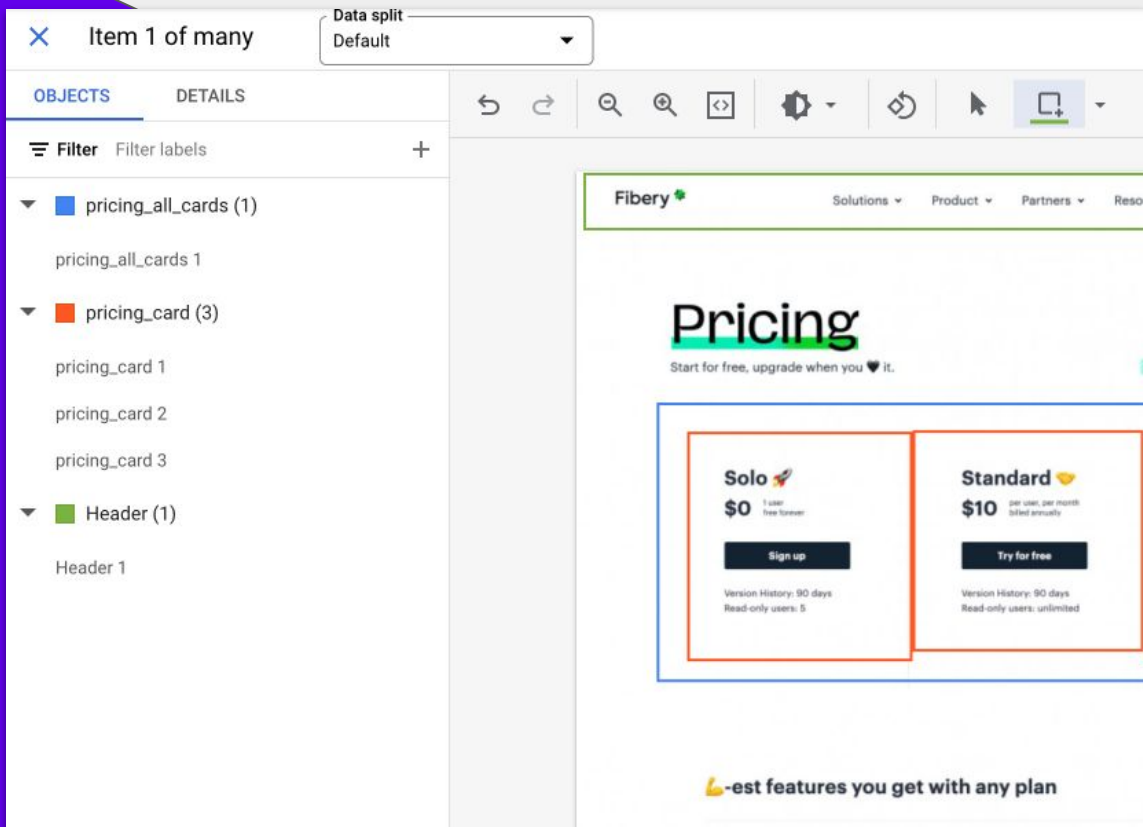 Item 1 of many
Data split
Default
OBJECTS
DETAILS
Filter
Filter labels
pricing_all_cards (1)
pricing_all_cards 1
pricing_card (3)
pricing_card 1
pricing_card 2
pricing_card 3
Header (1)
Header 1
Fibery
Solutions
Product
Partners
Reso
Pricing
Start for free, upgrade when you 🖤 it.
Solo 🚀
$0
1 user
free forever
Sign up
Version History: 90 days
Read-only users: 5
Standard 🤝
$10
per user, per month
billed annually
Try for free
Version History: 90 days
Read-only users: unlimited
💪-est features you get with any plan